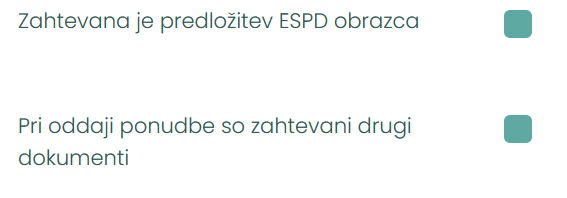 Zahtevana je predložitev ESPD obrazca
Pri oddaji ponudbe so zahtevani drugi
dokumenti